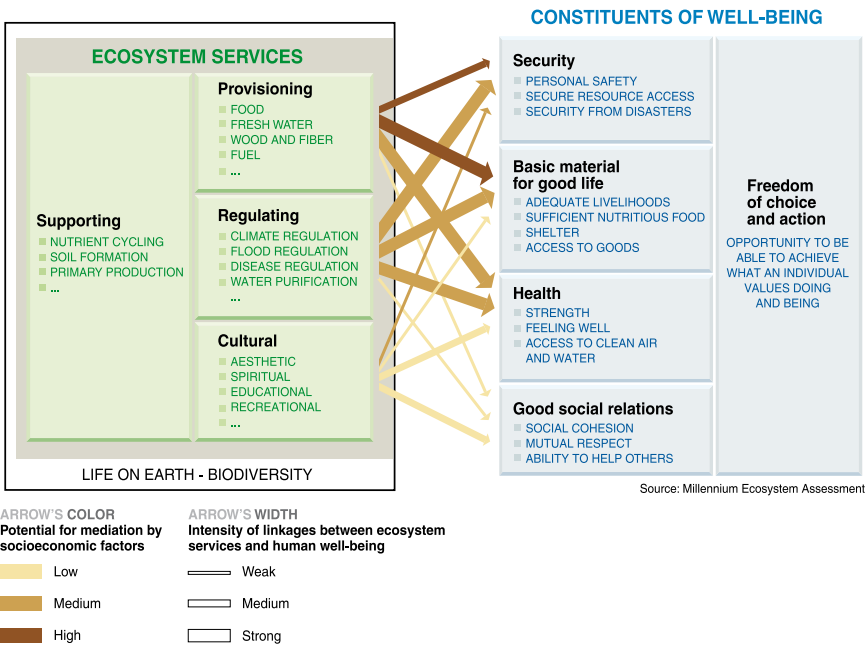 CONSTITUENTS OF WELL-BEING
ECOSYSTEM SERVICES
Supporting
NUTRIENT CYCLING
SOIL FORMATION
PRIMARY PRODUCTION
...
Provisioning
FOOD
FRESH WATER
WOOD AND FIBER
FUEL
...
Regulating
CLIMATE REGULATION
FLOOD REGULATION
DISEASE REGULATION
WATER PURIFICATION
...
Cultural
AESTHETIC
SPIRITUAL
EDUCATIONAL
RECREATIONAL
...
LIFE ON EARTH - BIODIVERSITY
Security
PERSONAL SAFETY
SECURE RESOURCE ACCESS
SECURITY FROM DISASTERS
Basic material
for good life
ADEQUATE LIVELIHOODS
SUFFICIENT NUTRITIOUS FOOD
SHELTER
ACCESS TO GOODS
Health
STRENGTH
FEELING WELL
ACCESS TO CLEAN AIR
AND WATER
Good social relations
SOCIAL COHESION
MUTUAL RESPECT
ABILITY TO HELP OTHERS
Freedom
of choice
and action
OPPORTUNITY TO BE
ABLE TO ACHIEVE
WHAT AN INDIVIDUAL
VALUES DOING
AND BEING
Source: Millennium Ecosystem Assessment
ARROW'S COLOR
Potential for mediation by
socioeconomic factors
Low
Medium
High
ARROW'S WIDTH
Intensity of linkages between ecosystem
services and human well-being
Weak
Medium
Strong